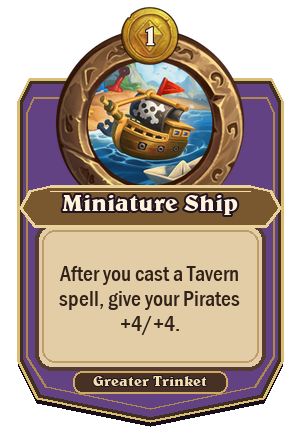 1
Miniature Ship
After you cast a Tavern
spell, give your Pirates
+4/+4.
Greater Trinket